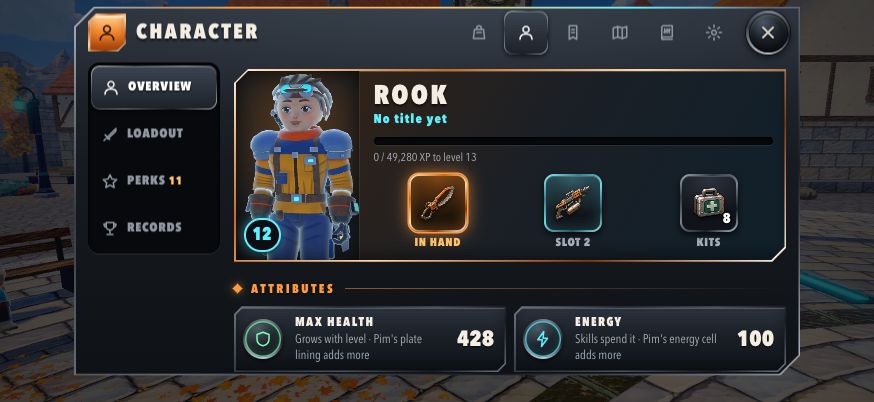 CHARACTER
OVERVIEW
LOADOUT
PERKS 11
RECORDS
ROOK
No title yet
0 / 49,280 XP to level 13
12
8
IN HAND
SLOT 2
KITS
ATTRIBUTES
MAX HEALTH
Grows with level · Pim's plate
lining adds more
428
ENERGY
Skills spend it · Pim's energy cell
adds more
100